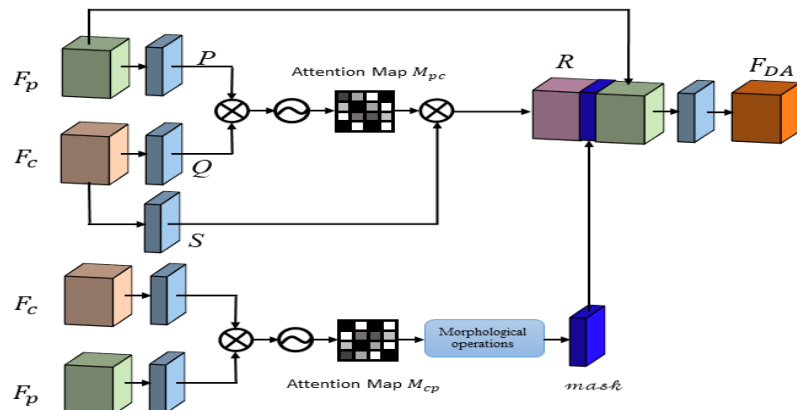 F_p
P
Attention Map M_pc
R
F_DA
F_c
Q
S
F_c
Morphological
operations
F_p
Attention Map M_cp
mask